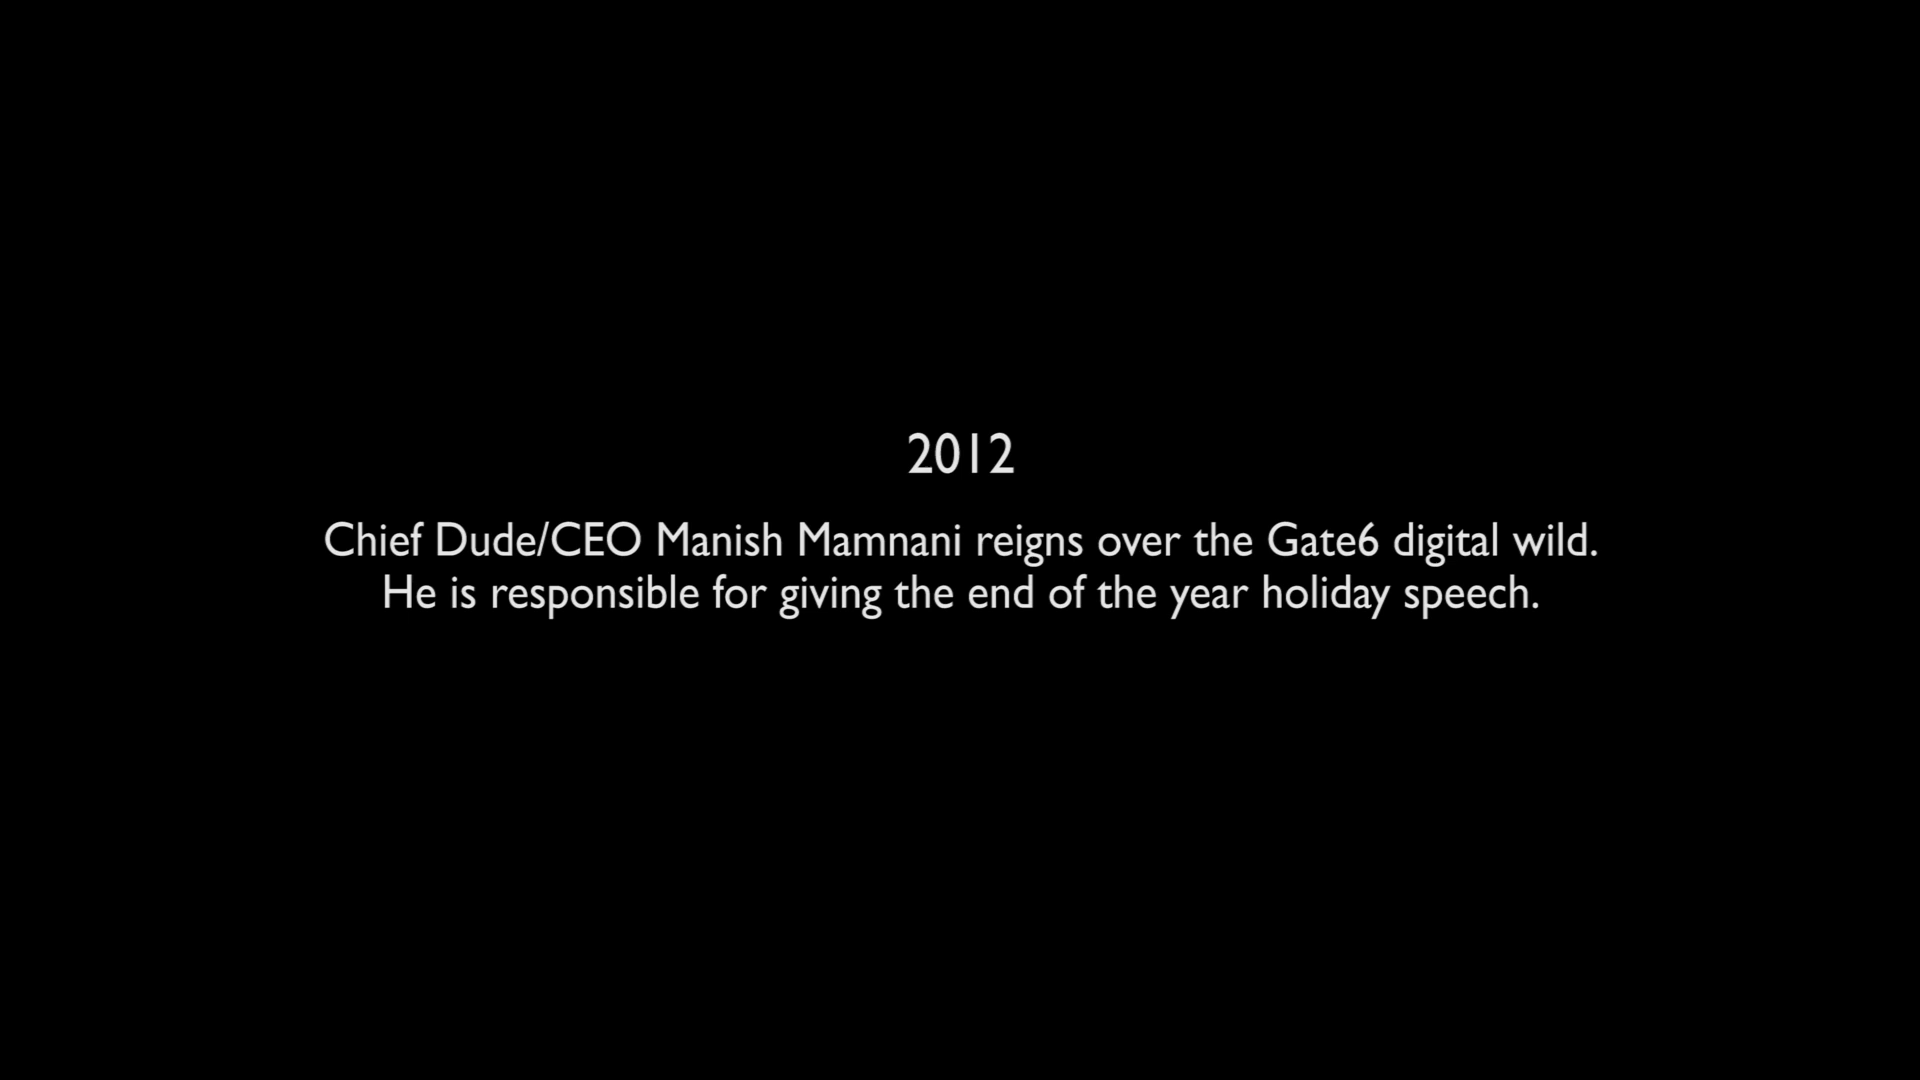 2012
Chief Dude/CEO Manish Mamnani reigns over the Gate6 digital wild.
He is responsible for giving the end of the year holiday speech.